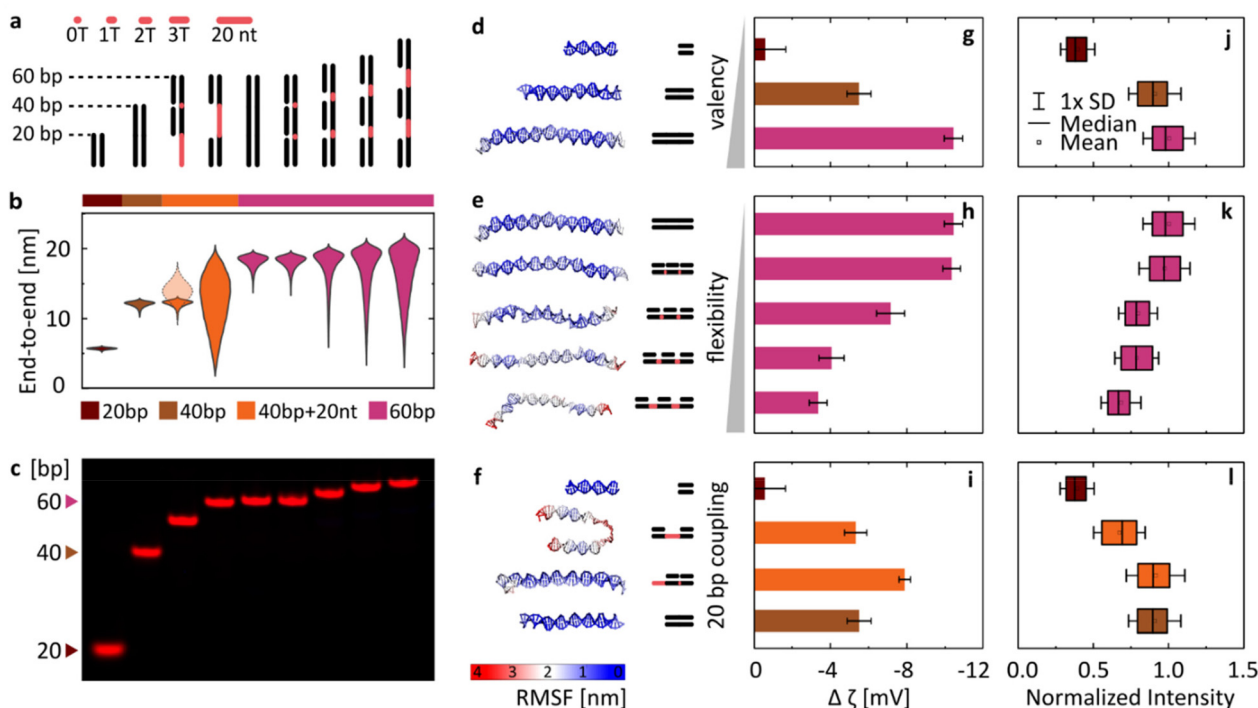 a
0T 1T 2T 3T 20 nt
60 bp
40 bp
20 bp
b
End-to-end [nm]
20
10
0
20bp 40bp 40bp+20nt 60bp
c [bp]
60
40
20
d
valency
e
flexibility
f
20 bp coupling
4 3 2 1 0
RMSF [nm]
g
h
i
0 -4 -8 -12
Δ ζ [mV]
j
1x SD
Median
Mean
k
l
0.0 0.5 1.0 1.5
Normalized Intensity